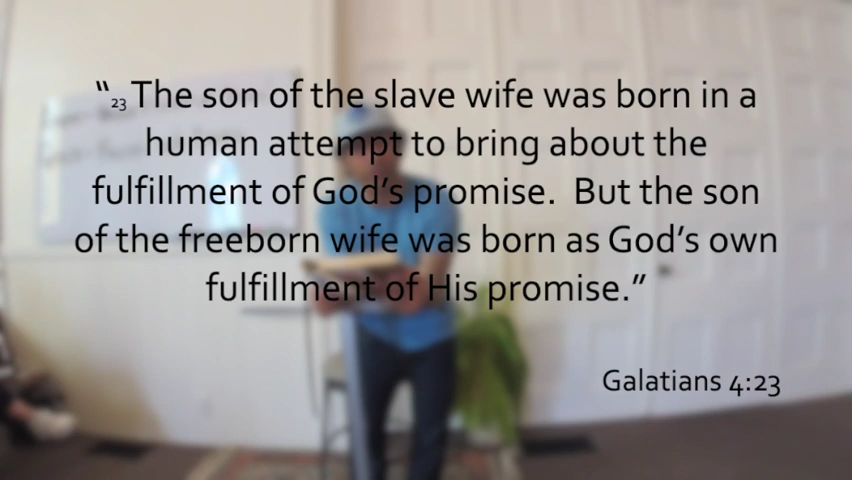 “23 The son of the slave wife was born in a
human attempt to bring about the
fulfillment of God’s promise.  But the son
of the freeborn wife was born as God’s own
fulfillment of His promise.”
Galatians 4:23